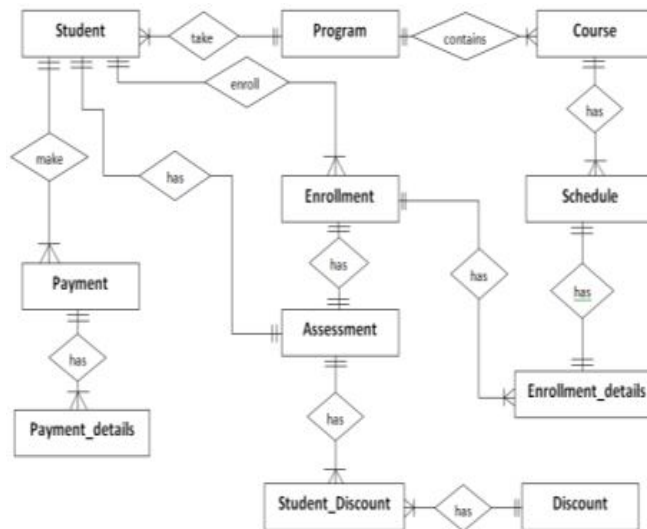 Student
take
Program
contains
Course
enroll
has
make
has
Enrollment
Schedule
has
has
has
Payment
Assessment
has
has
Enrollment_details
Payment_details
has
Student_Discount
has
Discount